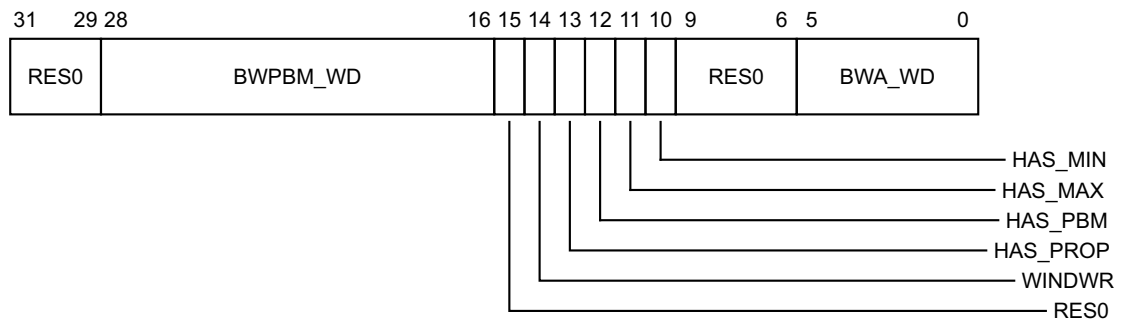 31 29 28 16 15 14 13 12 11 10 9 6 5 0
RES0 BWPBM_WD RES0 BWA_WD
HAS_MIN
HAS_MAX
HAS_PBM
HAS_PROP
WINDWR
RES0